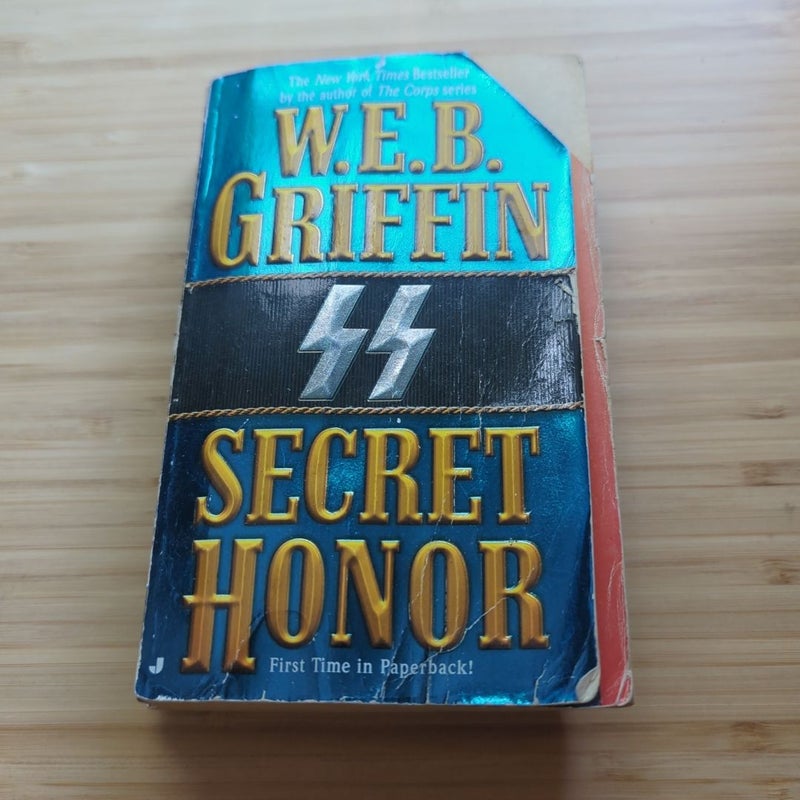 The New York Times Bestseller
by the author of The Corps series
W.E.B.
GRIFFIN
SS
SECRET
HONOR
First Time in Paperback!
J